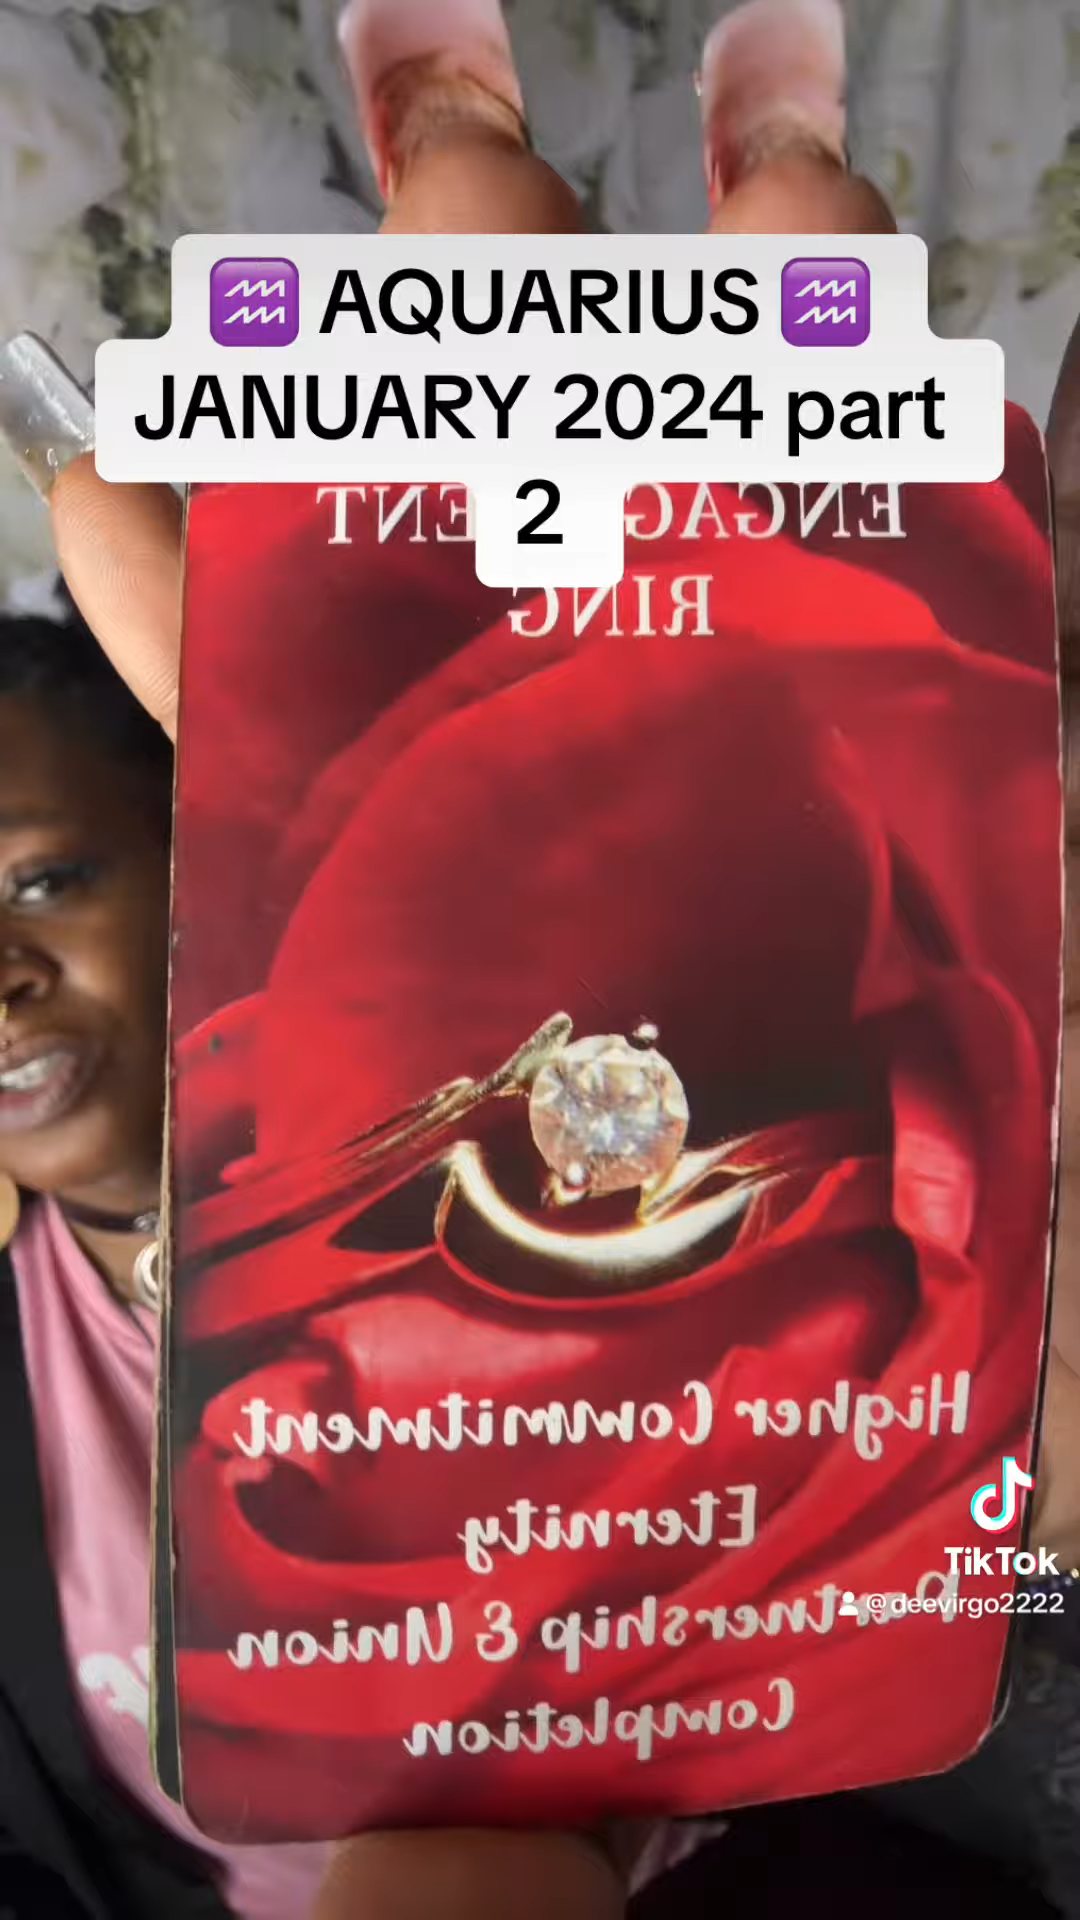 ♒ AQUARIUS ♒
JANUARY 2024 part
2
ENGAGEMENT
RING
Higher Commitment
Eternity
Partnership & Union
Completion
TikTok
@deevirgo2222